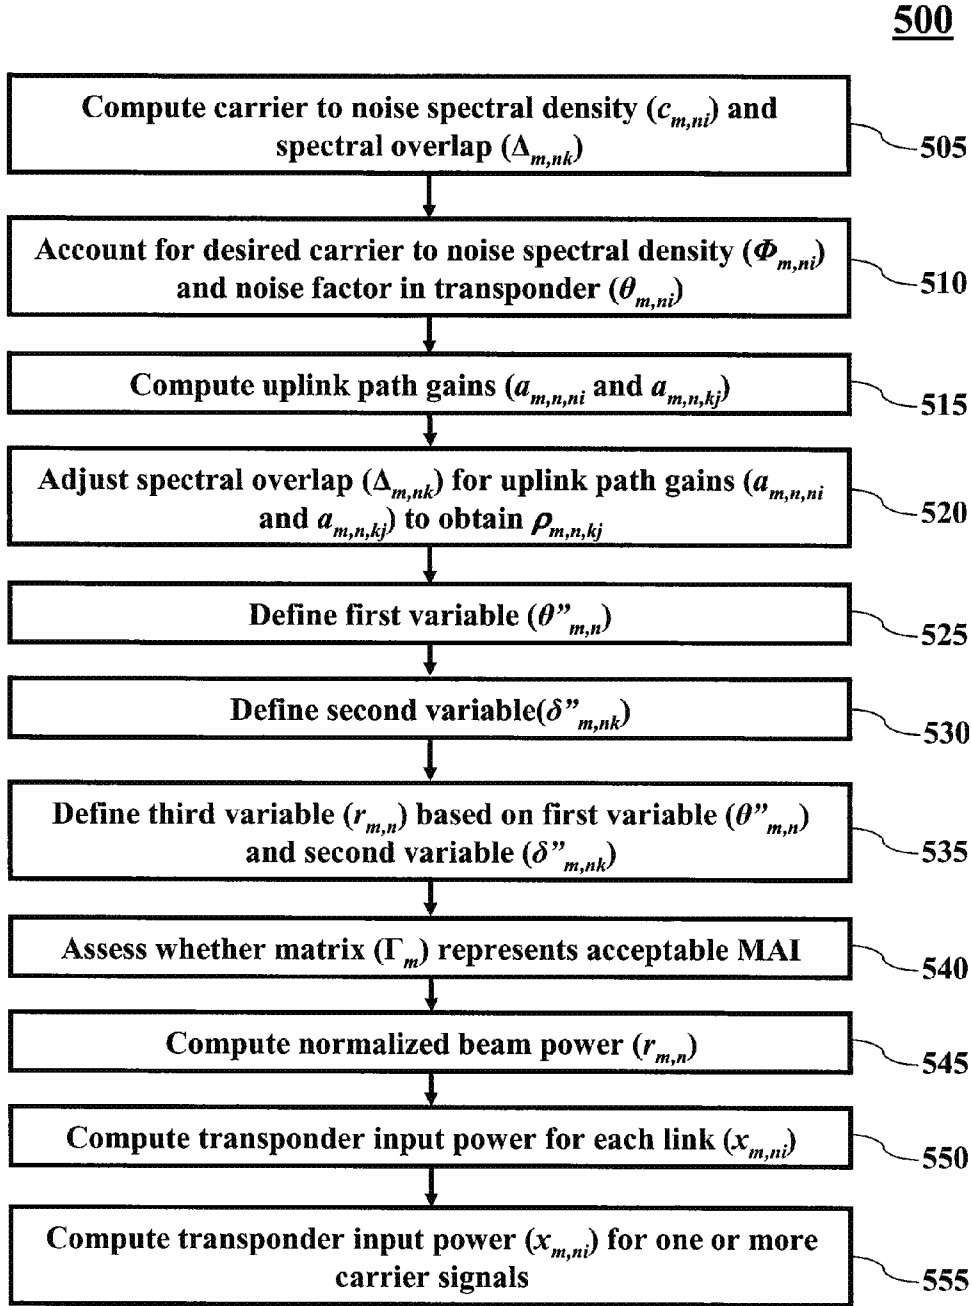 500
Compute carrier to noise spectral density (c_{m,ni}) and
spectral overlap (Δ_{m,nk})
505
Account for desired carrier to noise spectral density (Φ_{m,ni})
and noise factor in transponder (θ_{m,ni})
510
Compute uplink path gains (a_{m,n,ni} and a_{m,n,kj})
515
Adjust spectral overlap (Δ_{m,nk}) for uplink path gains (a_{m,n,ni}
and a_{m,n,kj}) to obtain ρ_{m,n,kj}
520
Define first variable (θ”_{m,n})
525
Define second variable(δ”_{m,nk})
530
Define third variable (r_{m,n}) based on first variable (θ”_{m,n})
and second variable (δ”_{m,nk})
535
Assess whether matrix (Γ_m) represents acceptable MAI
540
Compute normalized beam power (r_{m,n})
545
Compute transponder input power for each link (x_{m,ni})
550
Compute transponder input power (x_{m,ni}) for one or more
carrier signals
555